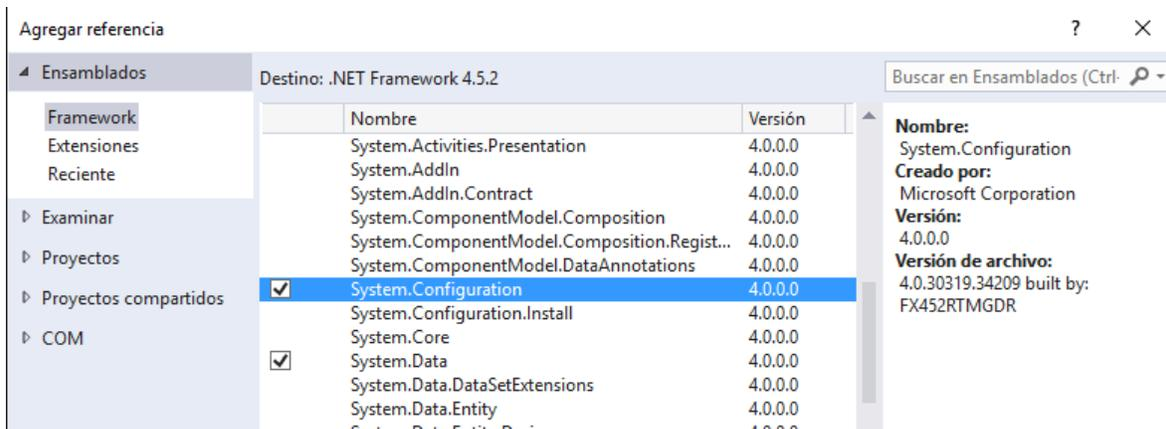 Agregar referencia ? ×
Ensamblados
Framework
Extensiones
Reciente
Examinar
Proyectos
Proyectos compartidos
COM
Destino: .NET Framework 4.5.2
Nombre Versión
System.Activities.Presentation 4.0.0.0
System.AddIn 4.0.0.0
System.AddIn.Contract 4.0.0.0
System.ComponentModel.Composition 4.0.0.0
System.ComponentModel.Composition.Regist... 4.0.0.0
System.ComponentModel.DataAnnotations 4.0.0.0
System.Configuration 4.0.0.0
System.Configuration.Install 4.0.0.0
System.Core 4.0.0.0
System.Data 4.0.0.0
System.Data.DataSetExtensions 4.0.0.0
System.Data.Entity 4.0.0.0
Buscar en Ensamblados (Ctrl-
Nombre:
System.Configuration
Creado por:
Microsoft Corporation
Versión:
4.0.0.0
Versión de archivo:
4.0.30319.34209 built by:
FX452RTMGDR